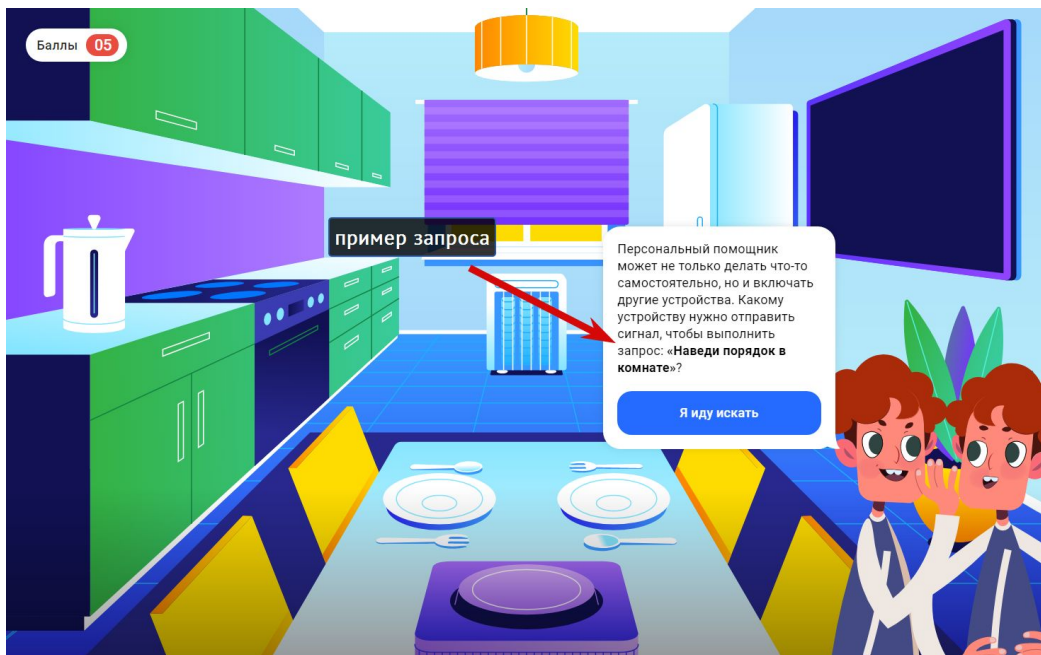 Баллы 05
пример запроса
Персональный помощник
может не только делать что-то
самостоятельно, но и включать
другие устройства. Какому
устройству нужно отправить
сигнал, чтобы выполнить
запрос: «Наведи порядок в
комнате»?
Я иду искать